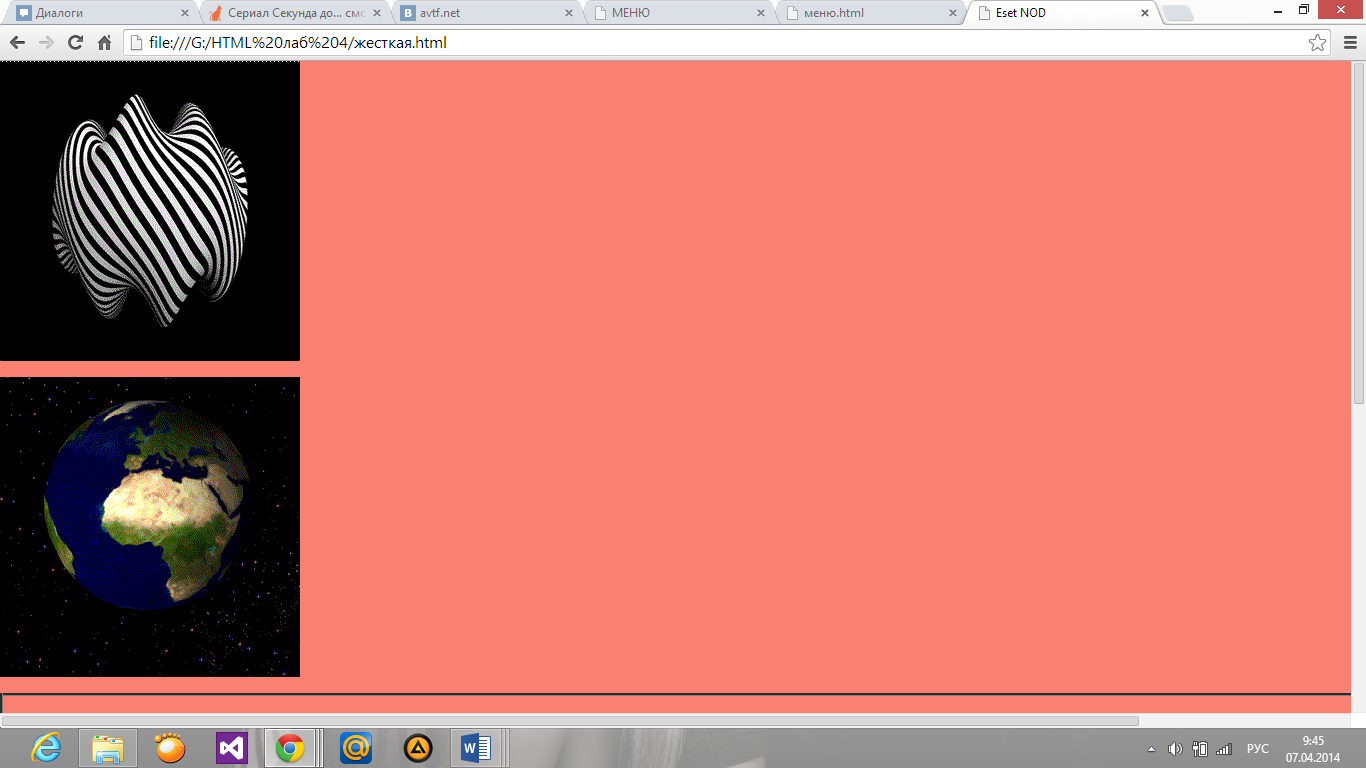 Диалоги
Сериал Секунда до... смо
avtf.net
МЕНЮ
меню.html
Eset NOD
file:///G:/HTML%20лаб%204/жесткая.html
РУС
9:45
07.04.2014